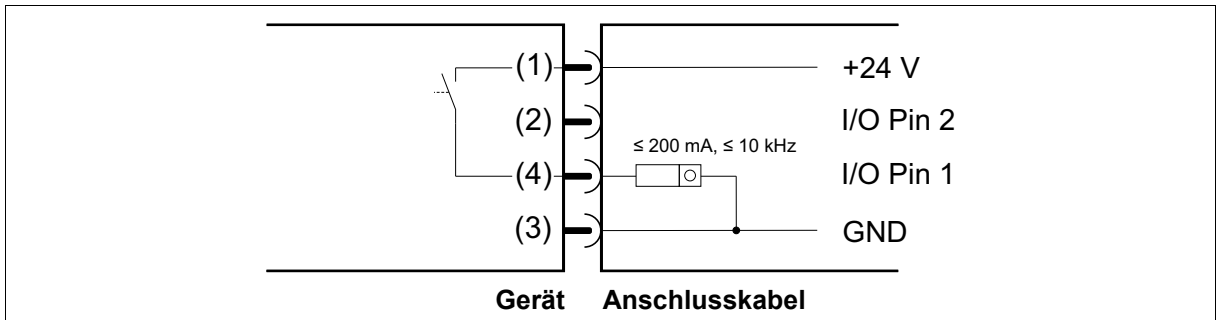 (1) +24 V
(2) I/O Pin 2
≤ 200 mA, ≤ 10 kHz
(4) I/O Pin 1
(3) GND
Gerät Anschlusskabel